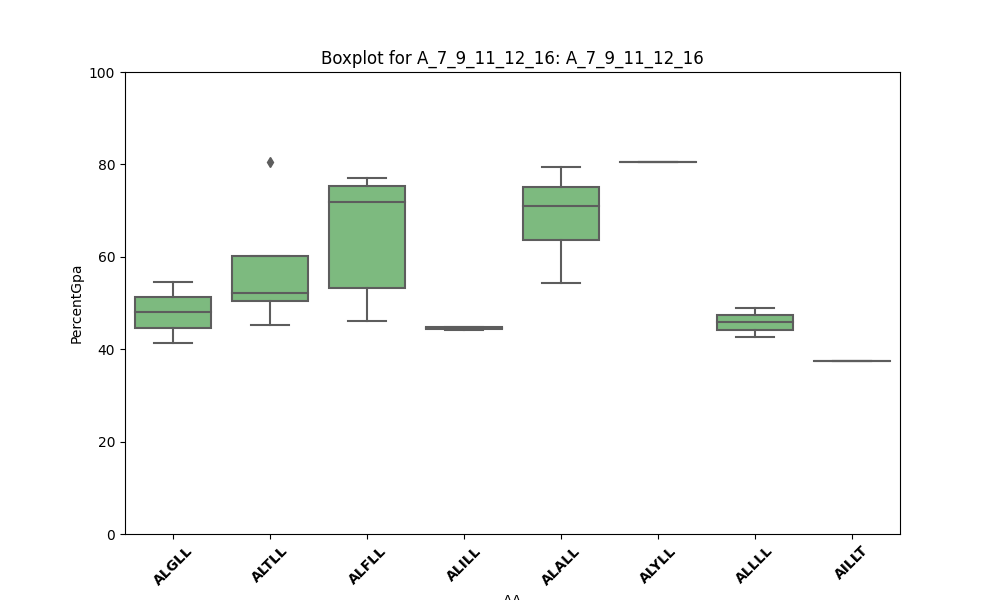 Boxplot for A_7_9_11_12_16: A_7_9_11_12_16
100
80
60
40
20
0
PercentGpa
ALGLL
ALTLL
ALFLL
ALILL
ALALL
ALYLL
ALLLL
AILLT
AA